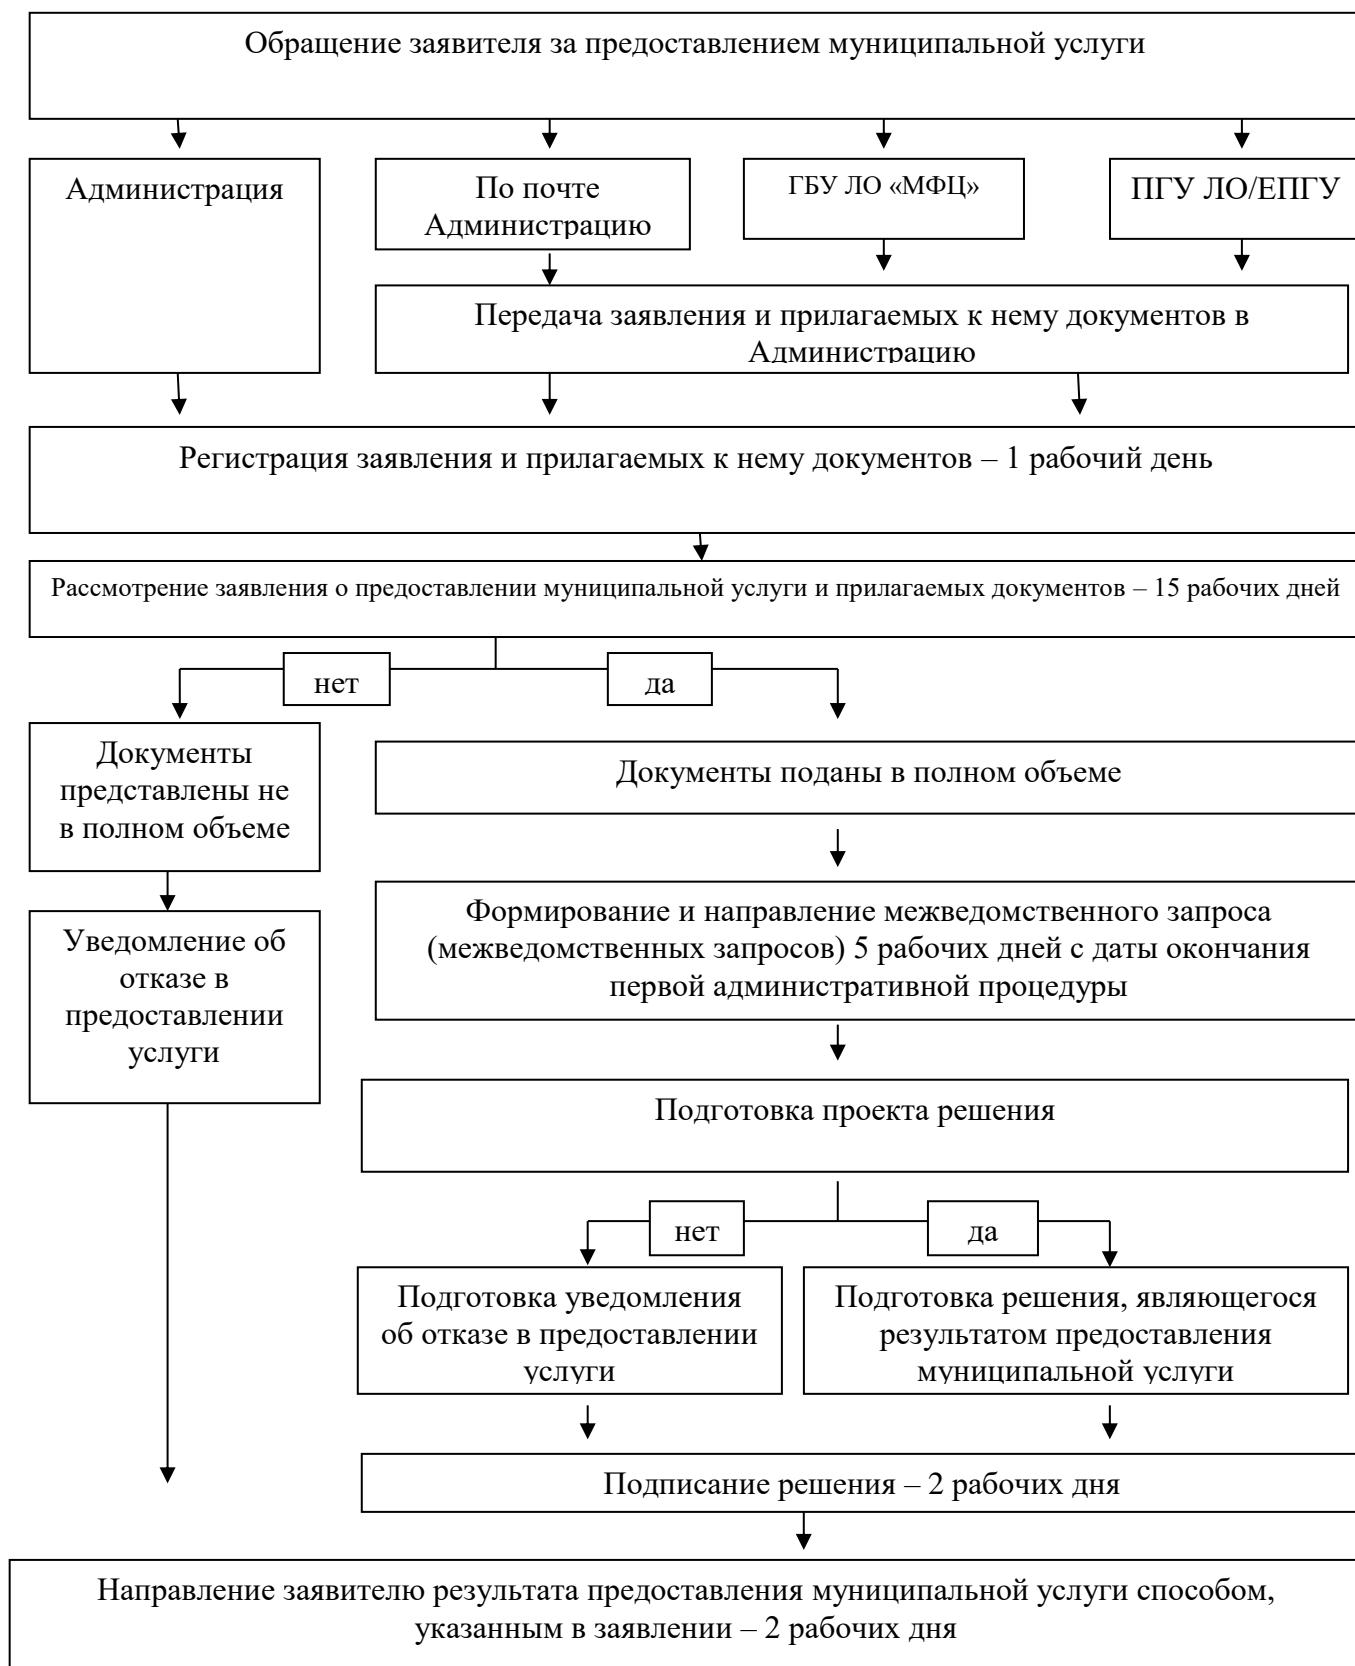 Обращение заявителя за предоставлением муниципальной услуги
Администрация
По почте
Администрацию
ГБУ ЛО «МФЦ»
ПГУ ЛО/ЕПГУ
Передача заявления и прилагаемых к нему документов в
Администрацию
Регистрация заявления и прилагаемых к нему документов – 1 рабочий день
Рассмотрение заявления о предоставлении муниципальной услуги и прилагаемых документов – 15 рабочих дней
нет
да
Документы
представлены не
в полном объеме
Документы поданы в полном объеме
Уведомление об
отказе в
предоставлении
услуги
Формирование и направление межведомственного запроса
(межведомственных запросов) 5 рабочих дней с даты окончания
первой административной процедуры
Подготовка проекта решения
нет
да
Подготовка уведомления
об отказе в предоставлении
услуги
Подготовка решения, являющегося
результатом предоставления
муниципальной услуги
Подписание решения – 2 рабочих дня
Направление заявителю результата предоставления муниципальной услуги способом,
указанным в заявлении – 2 рабочих дня